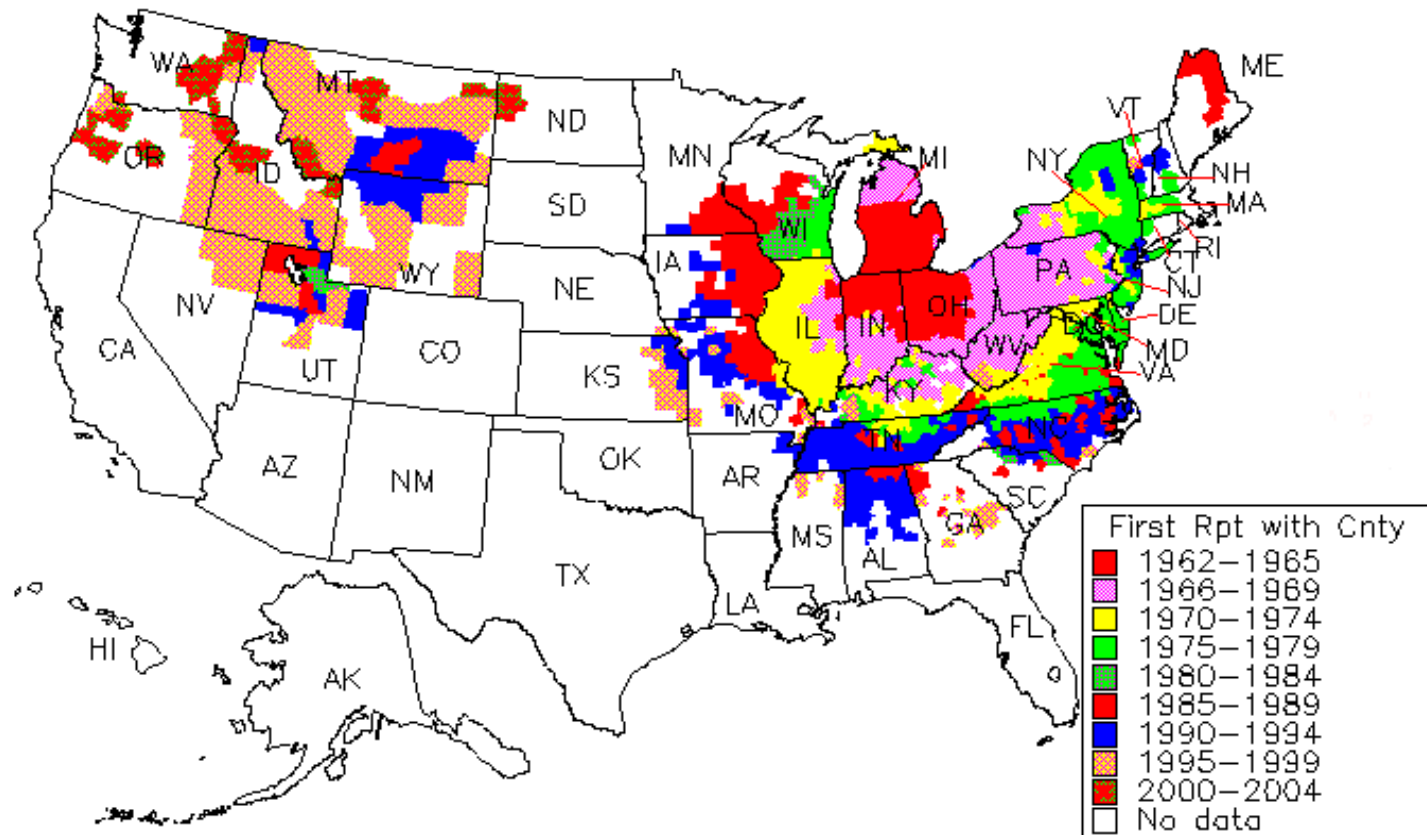 ME
WA
MT
ND
VT
OR
ID
MN
MI
NY
NH
MA
SD
WI
RI
WY
IA
PA
CT
NV
NE
OH
NJ
IL
IN
DE
CA
UT
CO
WV
DC
MD
KS
KY
VA
MO
TN
NC
AZ
NM
OK
AR
SC
MS
AL
GA
TX
LA
FL
HI
AK
First Rpt with Cnty
1962-1965
1966-1969
1970-1974
1975-1979
1980-1984
1985-1989
1990-1994
1995-1999
2000-2004
No data